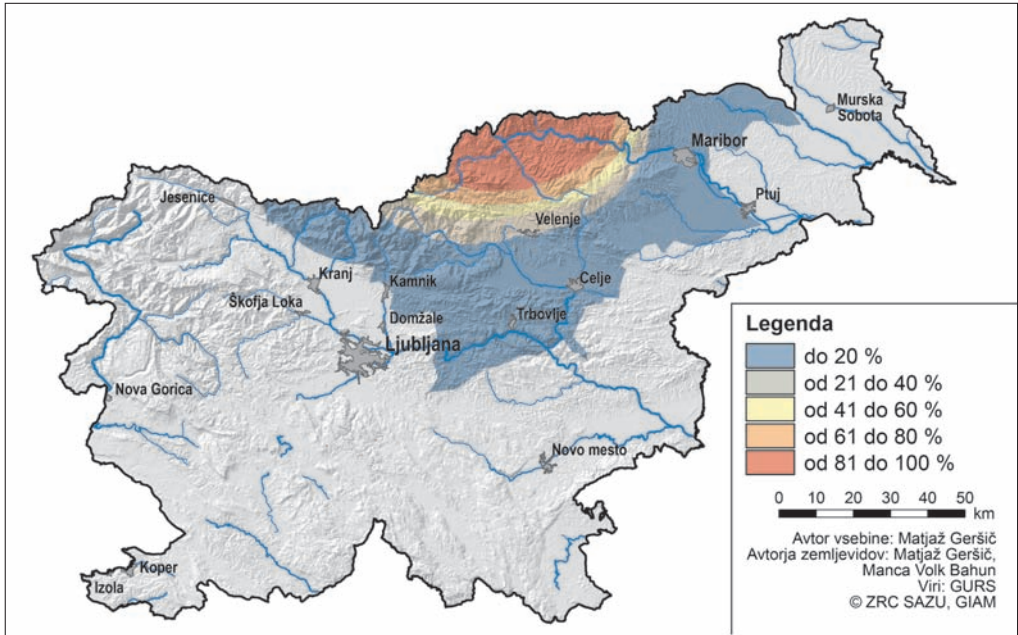 Murska
Sobota
Maribor
Ptuj
Jesenice
Velenje
Kranj
Kamnik
Celje
Škofja Loka
Domžale
Trbovlje
Ljubljana
Nova Gorica
Novo mesto
Koper
Izola
Legenda
do 20 %
od 21 do 40 %
od 41 do 60 %
od 61 do 80 %
od 81 do 100 %
0 10 20 30 40 50
km
Avtor vsebine: Matjaž Geršič
Avtorja zemljevidov: Matjaž Geršič,
Manca Volk Bahun
Viri: GURS
© ZRC SAZU, GIAM